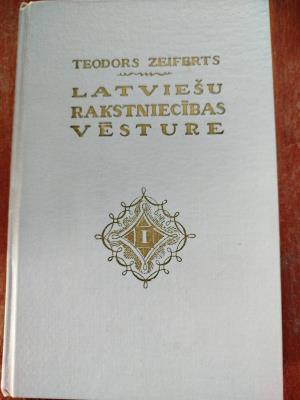 TEODORS ZEIFERTS
LATVIEŠU
RAKSTNIECĪBAS
VĒSTURE
I